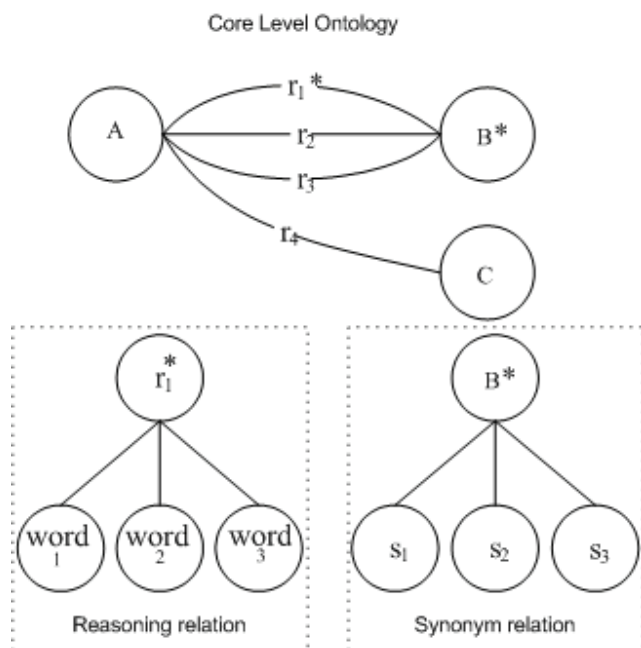 Core Level Ontology
r₁*
A
r₂
B*
r₃
r₄
C
r₁*
B*
word 1
word 2
word 3
s₁
s₂
s₃
Reasoning relation
Synonym relation